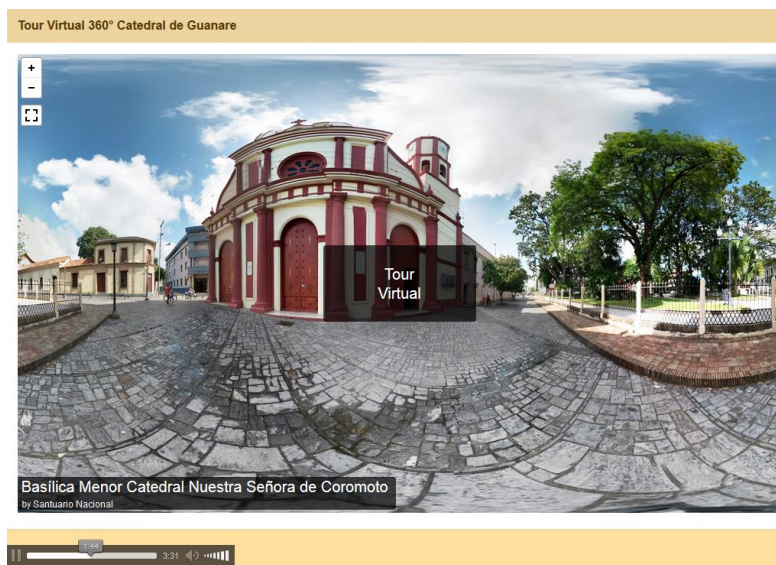 Tour Virtual 360° Catedral de Guanare
+
−
Tour
Virtual
Basílica Menor Catedral Nuestra Señora de Coromoto
by Santuario Nacional
1:44
3:31